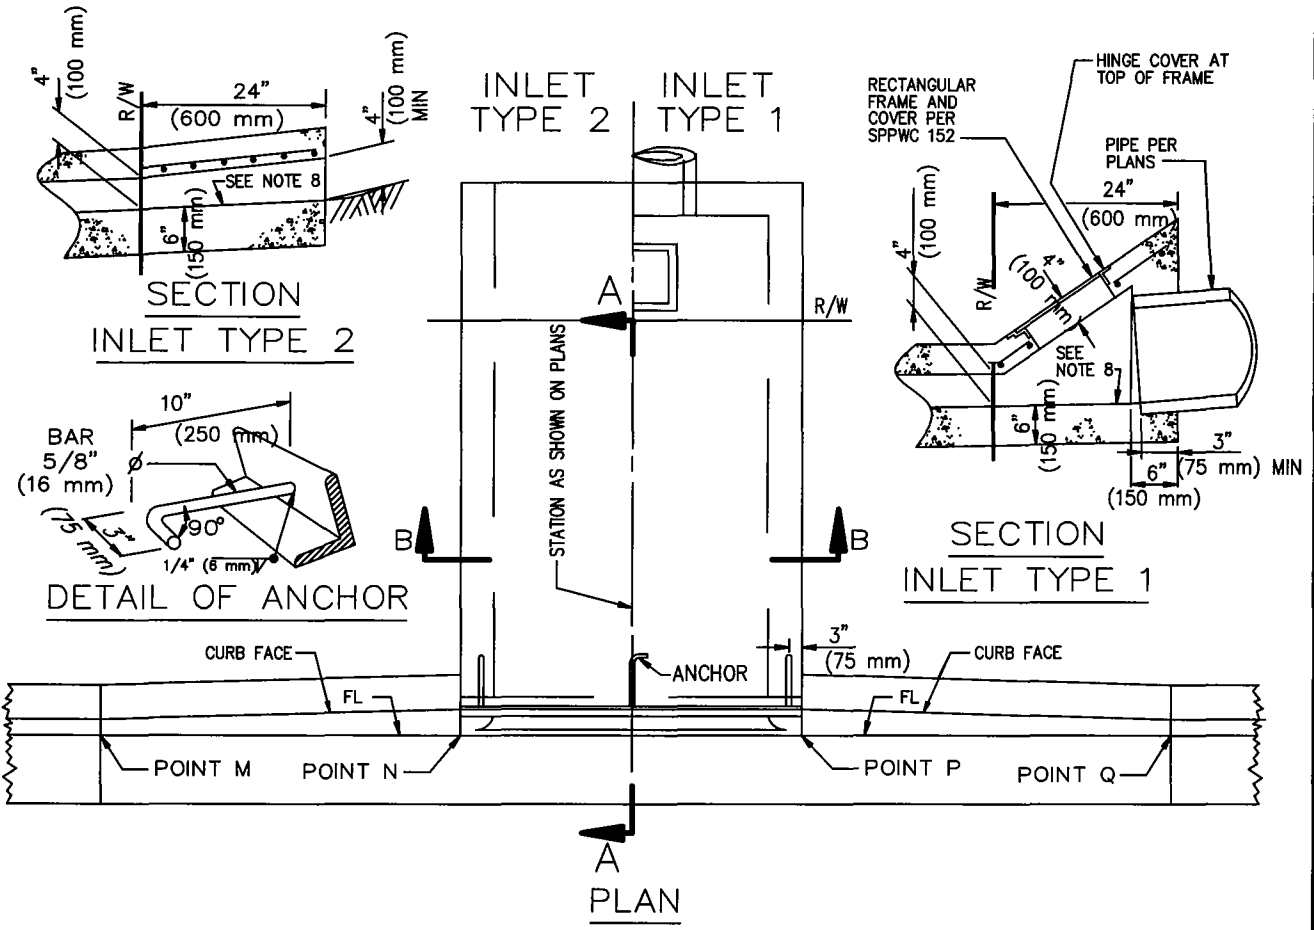 4"
(100 mm)
R/W
24"
(600 mm)
4"
(100 mm)
MIN
SEE NOTE 8
6"
(150 mm)
SECTION
INLET TYPE 2
INLET
TYPE 2
INLET
TYPE 1
A
R/W
STATION AS SHOWN ON PLANS
B
B
ANCHOR
3"
(75 mm)
RECTANGULAR
FRAME AND
COVER PER
SPPWC 152
HINGE COVER AT
TOP OF FRAME
PIPE PER
PLANS
24"
(600 mm)
4"
(100 mm)
R/W
4"
(100 mm)
SEE
NOTE 8
6"
(150 mm)
3"
(75 mm) MIN
6"
(150 mm)
SECTION
INLET TYPE 1
10"
(250 mm)
BAR
5/8"
(16 mm)
Ø
3"
(75 mm)
90°
1/4" (6 mm)
DETAIL OF ANCHOR
CURB FACE
FL
CURB FACE
FL
POINT M
POINT N
POINT P
POINT Q
A
PLAN